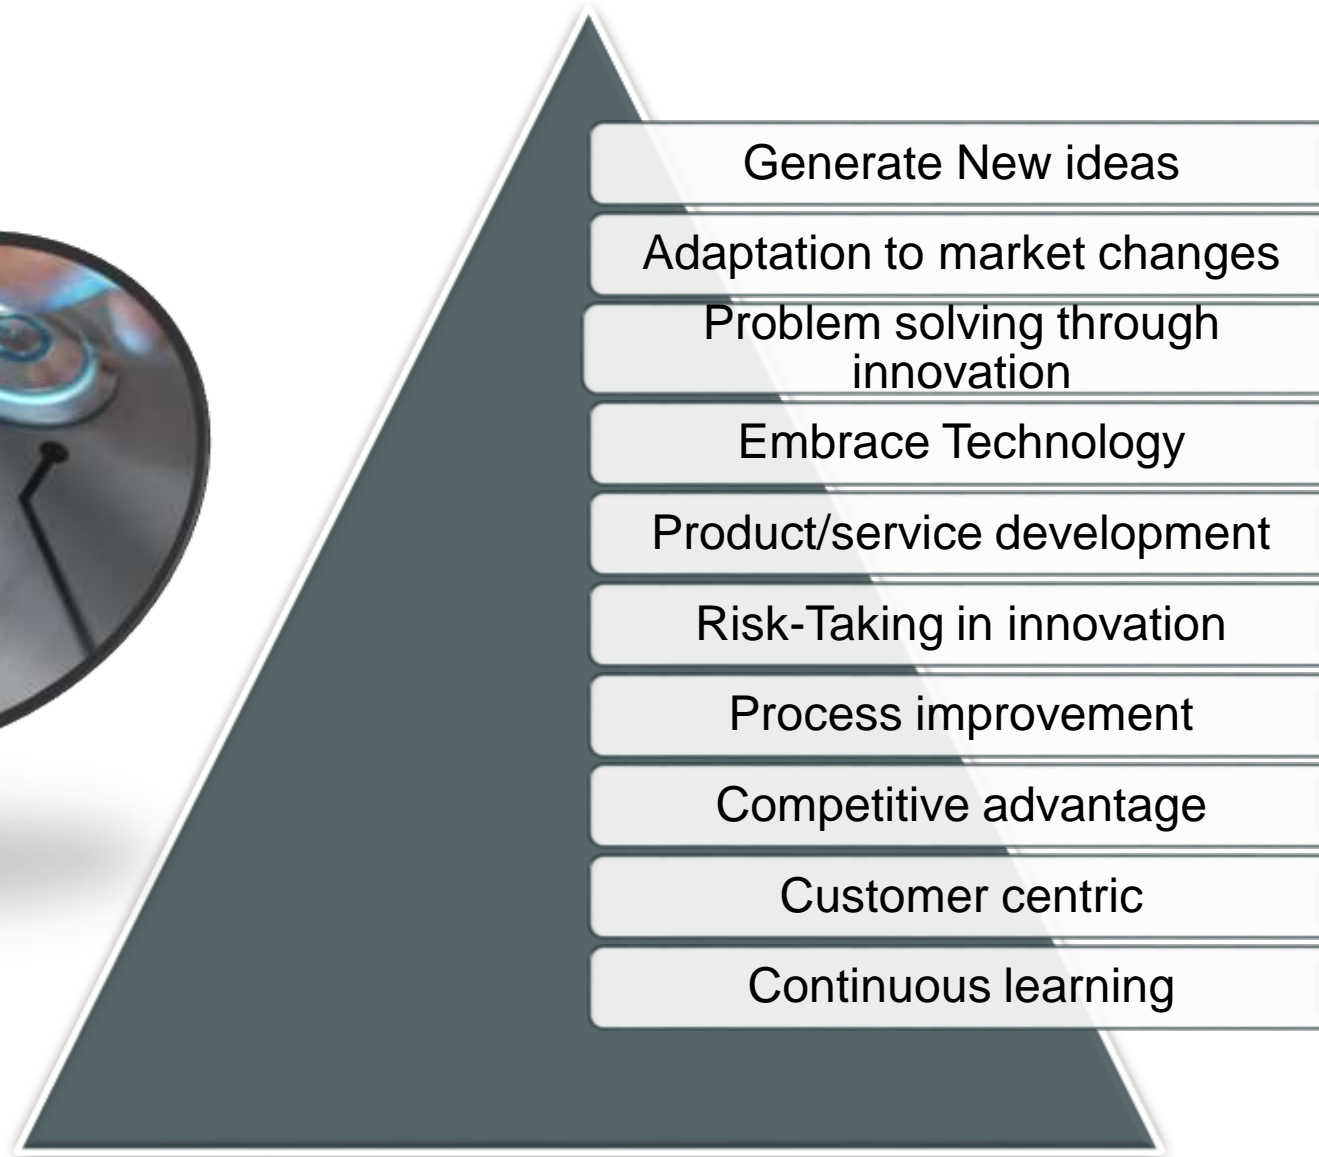 Generate New ideas
Adaptation to market changes
Problem solving through
innovation
Embrace Technology
Product/service development
Risk-Taking in innovation
Process improvement
Competitive advantage
Customer centric
Continuous learning